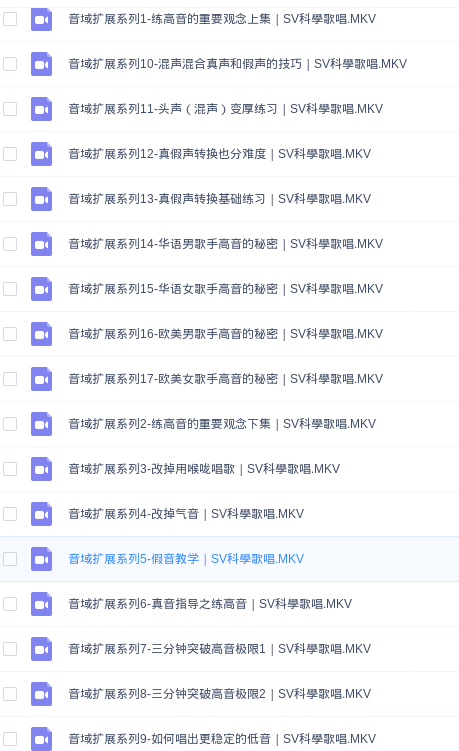 音域扩展系列1-练高音的重要观念上集｜SV科學歌唱.MKV
音域扩展系列10-混声混合真声和假声的技巧｜SV科學歌唱.MKV
音域扩展系列11-头声（混声）变厚练习｜SV科學歌唱.MKV
音域扩展系列12-真假声转换也分难度｜SV科學歌唱.MKV
音域扩展系列13-真假声转换基础练习｜SV科學歌唱.MKV
音域扩展系列14-华语男歌手高音的秘密｜SV科學歌唱.MKV
音域扩展系列15-华语女歌手高音的秘密｜SV科學歌唱.MKV
音域扩展系列16-欧美男歌手高音的秘密｜SV科學歌唱.MKV
音域扩展系列17-欧美女歌手高音的秘密｜SV科學歌唱.MKV
音域扩展系列2-练高音的重要观念下集｜SV科學歌唱.MKV
音域扩展系列3-改掉用喉咙唱歌｜SV科學歌唱.MKV
音域扩展系列4-改掉气音｜SV科學歌唱.MKV
音域扩展系列5-假音教学｜SV科學歌唱.MKV
音域扩展系列6-真音指导之练高音｜SV科學歌唱.MKV
音域扩展系列7-三分钟突破高音极限1｜SV科學歌唱.MKV
音域扩展系列8-三分钟突破高音极限2｜SV科學歌唱.MKV
音域扩展系列9-如何唱出更稳定的低音｜SV科學歌唱.MKV